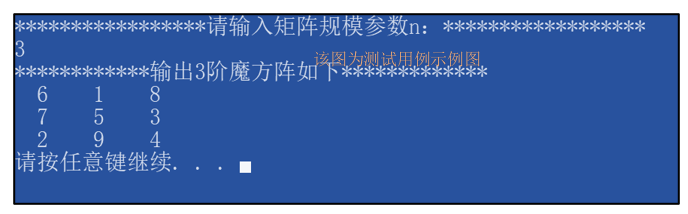 *****************请输入矩阵规模参数n：******************
3
************输出3阶魔方阵如下*************
该图为测试用例示例图
6 1 8
7 5 3
2 9 4
请按任意键继续. . .